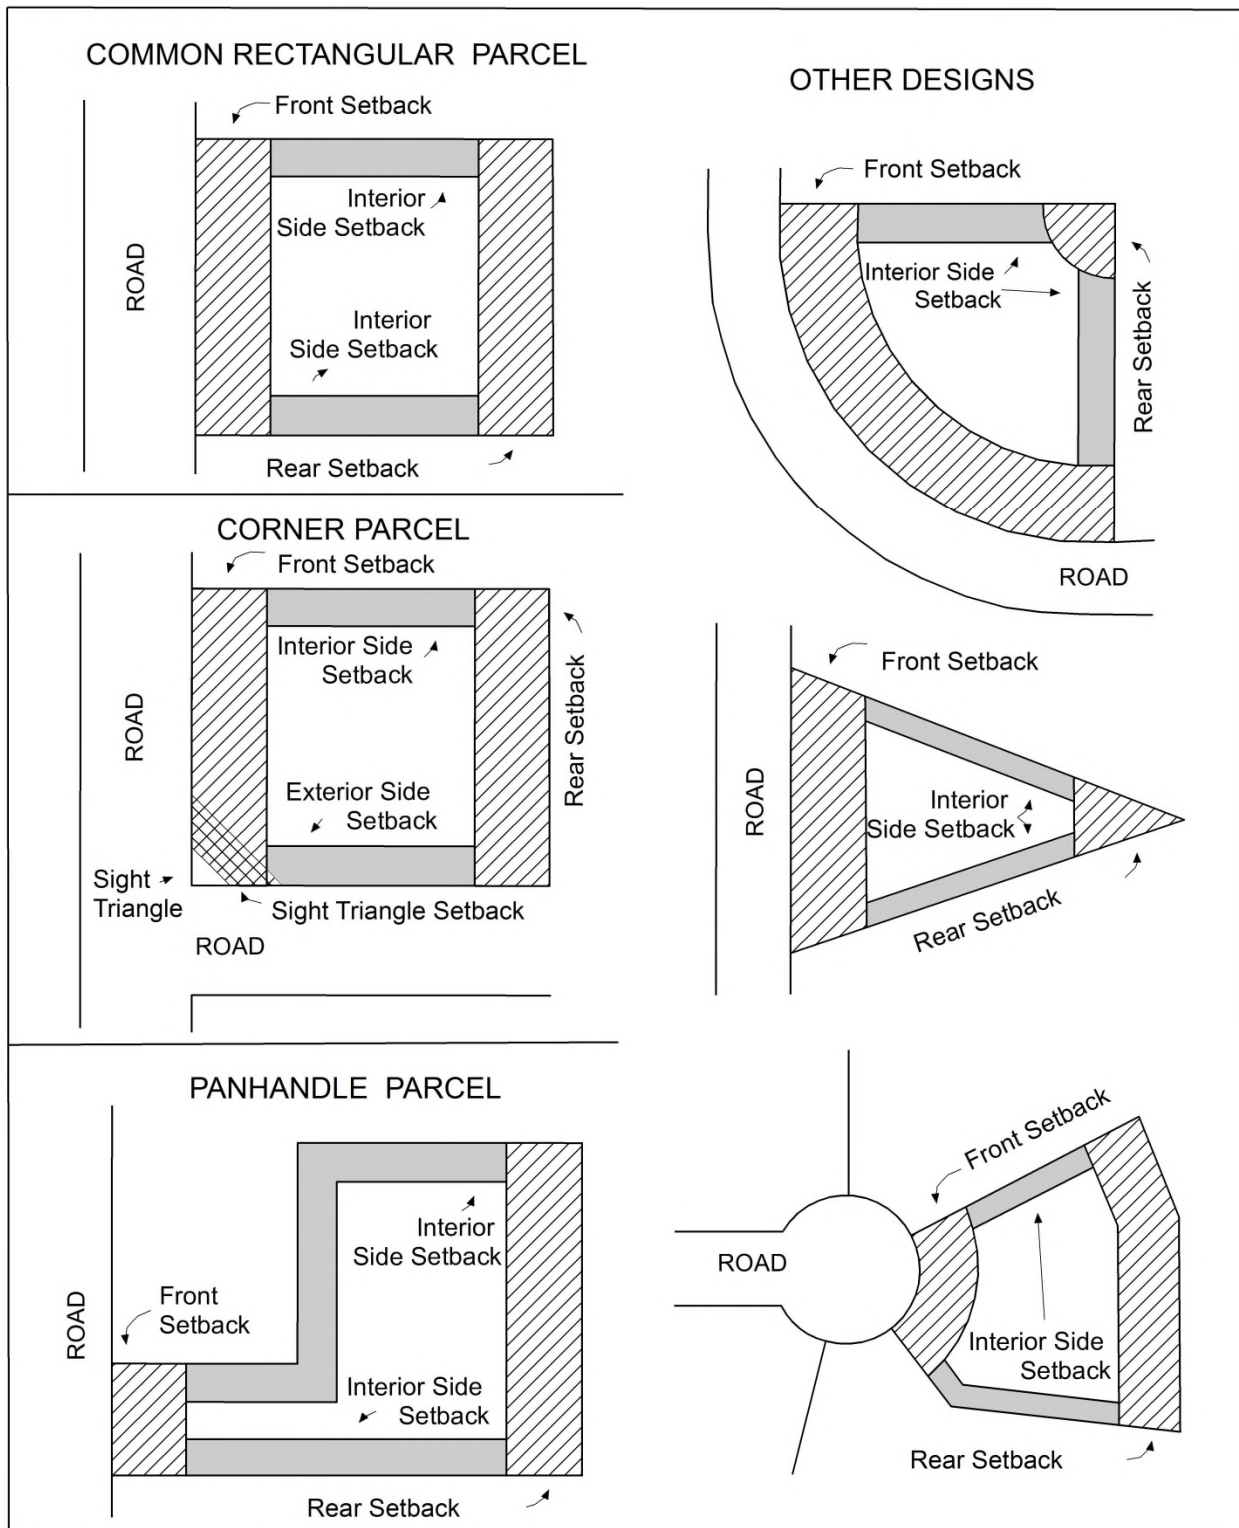 COMMON RECTANGULAR PARCEL
Front Setback
ROAD
Interior
Side Setback
Interior
Side Setback
Rear Setback
CORNER PARCEL
Front Setback
ROAD
Interior Side
Setback
Rear Setback
Exterior Side
Setback
Sight
Triangle
Sight Triangle Setback
ROAD
PANHANDLE PARCEL
ROAD
Interior
Side Setback
Front
Setback
Interior Side
Setback
Rear Setback
OTHER DESIGNS
Front Setback
Interior Side
Setback
Rear Setback
ROAD
Front Setback
ROAD
Interior
Side Setback
Rear Setback
Front Setback
ROAD
Interior Side
Setback
Rear Setback